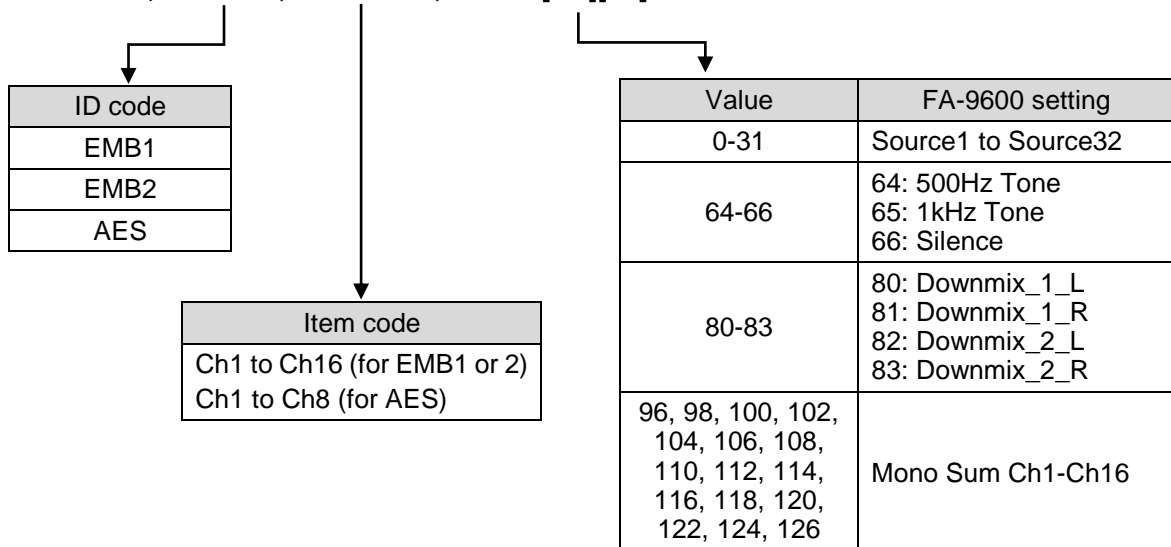 ID code
EMB1
EMB2
AES
Item code
Ch1 to Ch16 (for EMB1 or 2)
Ch1 to Ch8 (for AES)
Value FA-9600 setting
0-31 Source1 to Source32
64-66
64: 500Hz Tone
65: 1kHz Tone
66: Silence
80-83
80: Downmix_1_L
81: Downmix_1_R
82: Downmix_2_L
83: Downmix_2_R
96, 98, 100, 102,
104, 106, 108,
110, 112, 114,
116, 118, 120,
122, 124, 126
Mono Sum Ch1-Ch16